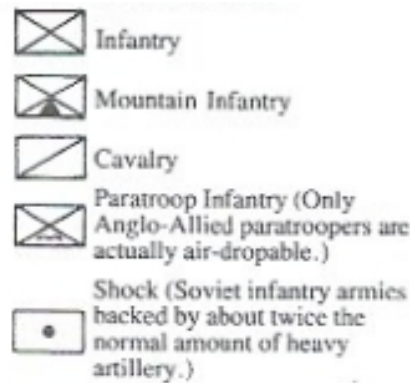 Infantry
Mountain Infantry
Cavalry
Paratroop Infantry (Only
Anglo-Allied paratroopers are
actually air-dropable.)
Shock (Soviet infantry armies
backed by about twice the
normal amount of heavy
artillery.)